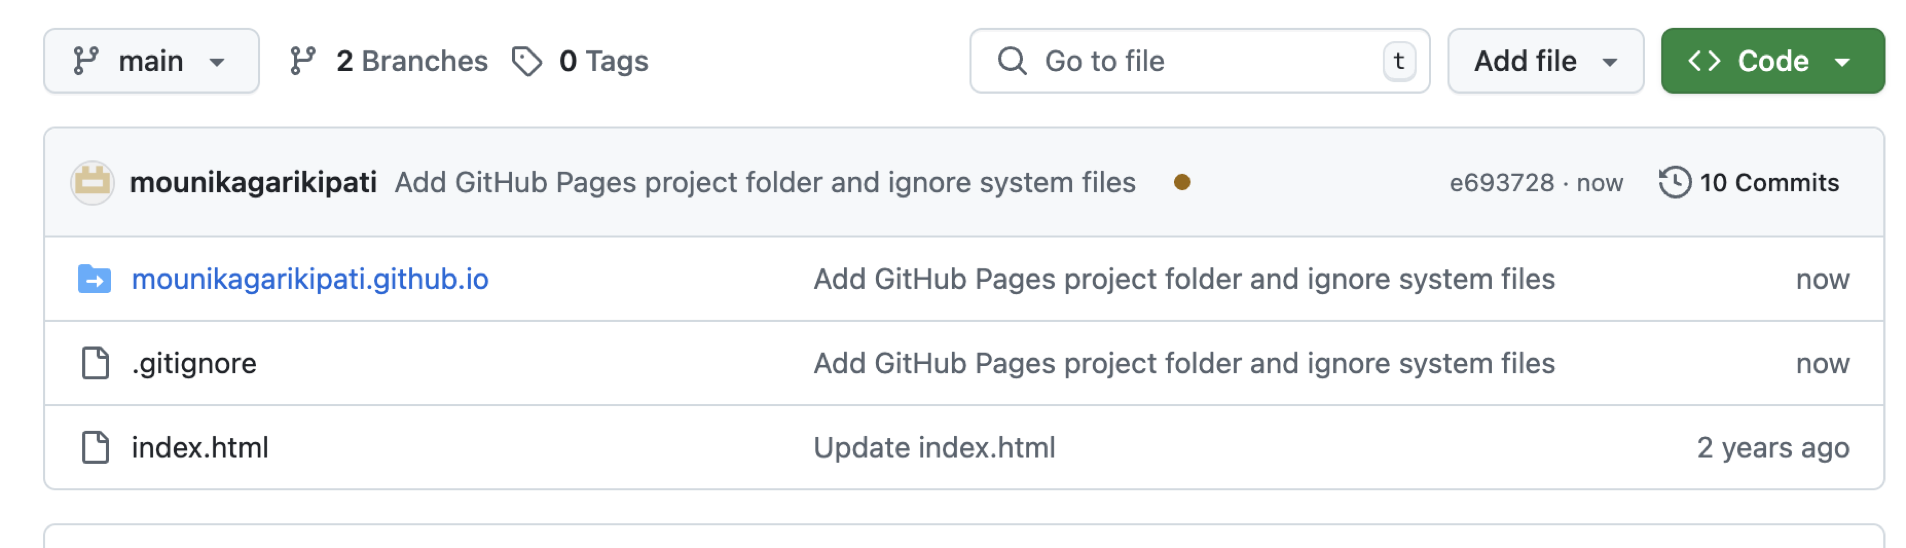 main 2 Branches 0 Tags Go to file t Add file Code
mounikagarikipati Add GitHub Pages project folder and ignore system files e693728 · now 10 Commits
mounikagarikipati.github.io Add GitHub Pages project folder and ignore system files now
.gitignore Add GitHub Pages project folder and ignore system files now
index.html Update index.html 2 years ago